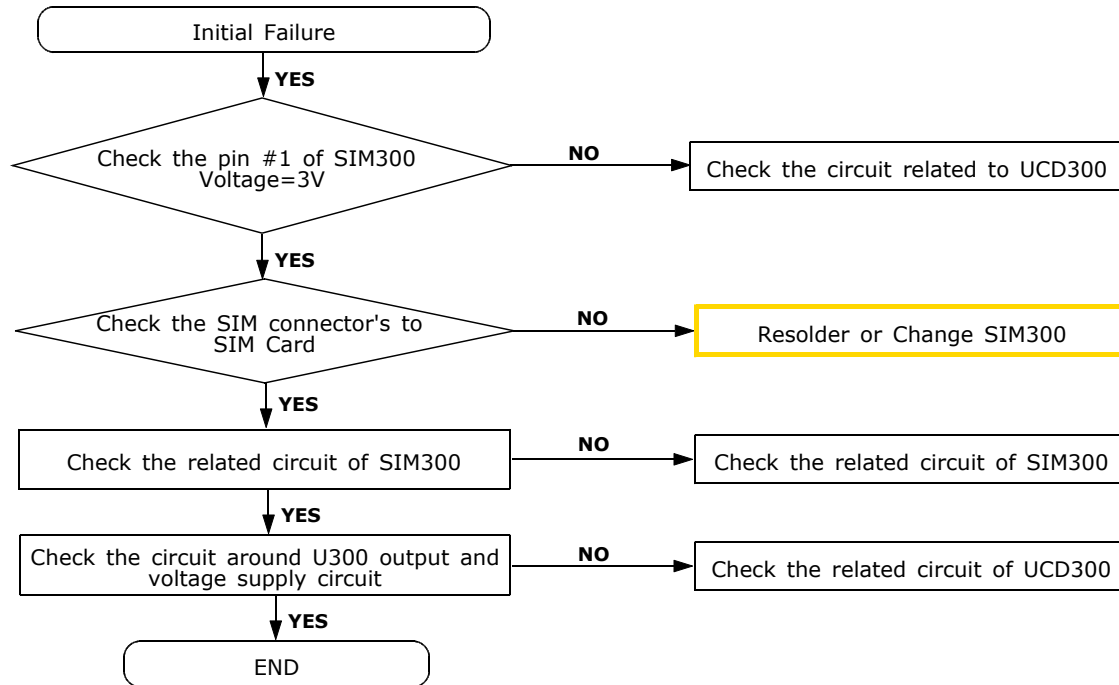 Initial Failure
YES
Check the pin #1 of SIM300
Voltage=3V
NO
Check the circuit related to UCD300
YES
Check the SIM connector's to
SIM Card
NO
Resolder or Change SIM300
YES
Check the related circuit of SIM300
NO
Check the related circuit of SIM300
YES
Check the circuit around U300 output and
voltage supply circuit
NO
Check the related circuit of UCD300
YES
END